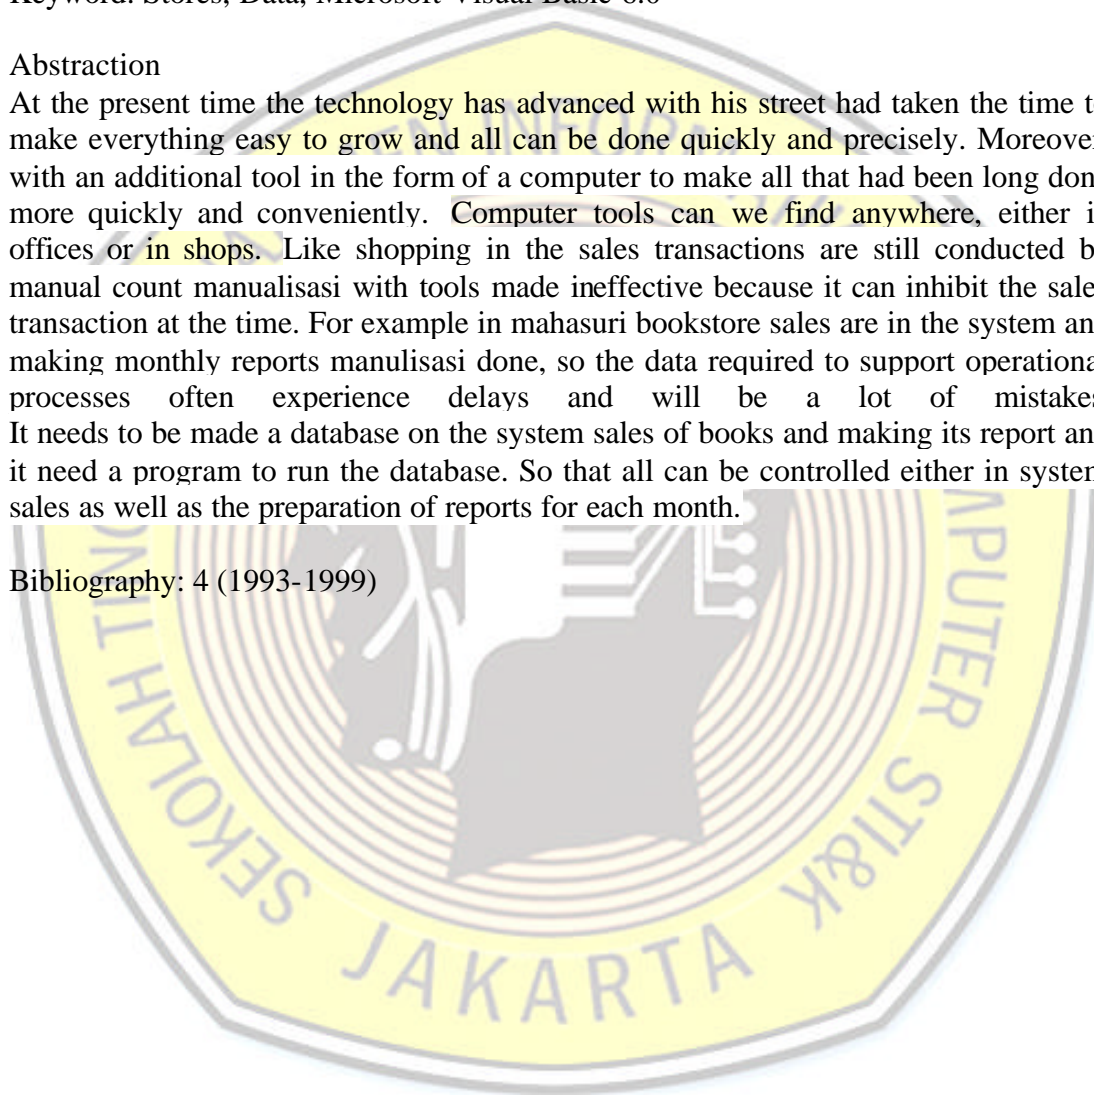 Keyword: Stores, Data, Microsoft Visual Basic 6.0
Abstraction
At the present time the technology has advanced with his street had taken the time t
make everything easy to grow and all can be done quickly and precisely. Moreover
with an additional tool in the form of a computer to make all that had been long don
more quickly and conveniently. Computer tools can we find anywhere, either i
offices or in shops. Like shopping in the sales transactions are still conducted b
manual count manualisasi with tools made ineffective because it can inhibit the sale
transaction at the time. For example in mahasuri bookstore sales are in the system an
making monthly reports manulisasi done, so the data required to support operationa
processes often experience delays and will be a lot of mistakes
It needs to be made a database on the system sales of books and making its report an
it need a program to run the database. So that all can be controlled either in system
sales as well as the preparation of reports for each month.
Bibliography: 4 (1993-1999)
SEKOLAH TING
JAKARTA
STI&K
MPUTER